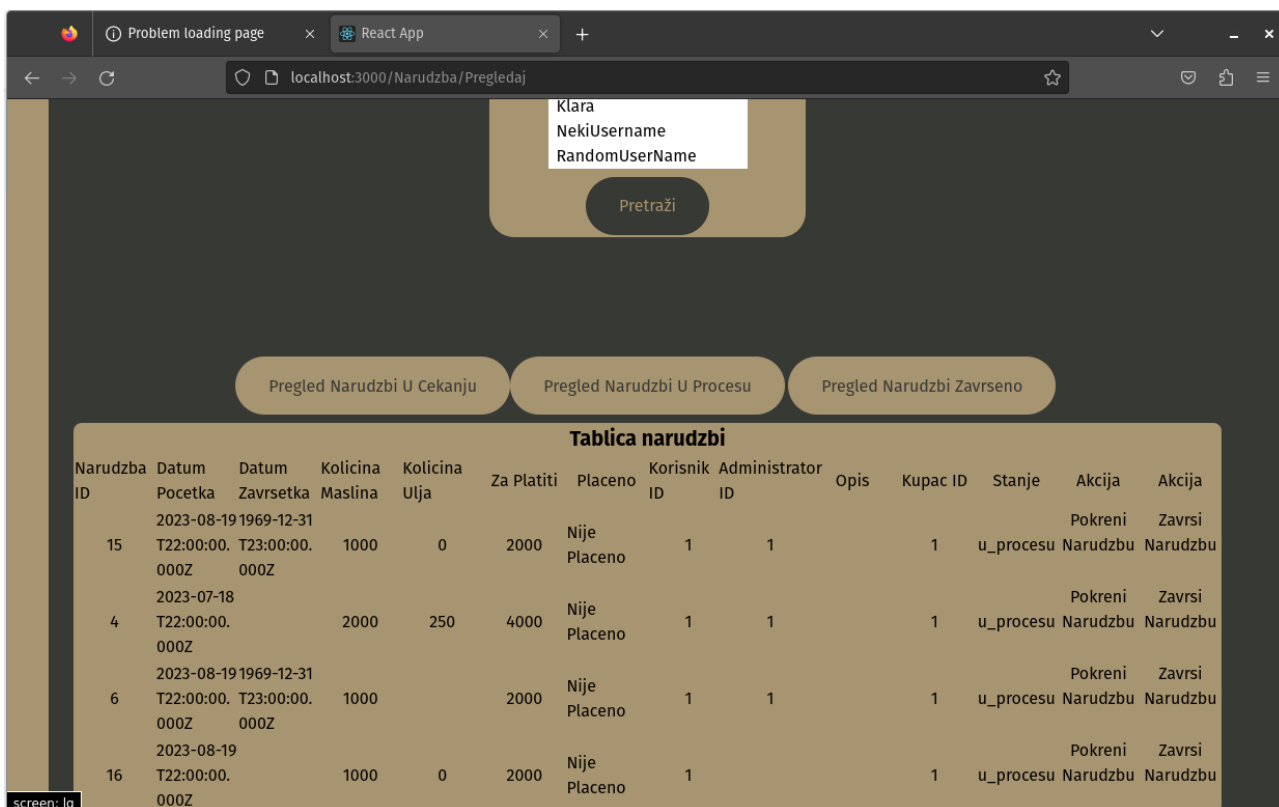 Problem loading page
React App
localhost:3000/Narudzba/Pregledaj
Klara
NekiUsername
RandomUserName
Pretraži
Pregled Narudzbi U Cekanju
Pregled Narudzbi U Procesu
Pregled Narudzbi Zavrseno
Tablica narudzbi
Narudzba ID Datum Pocetka Datum Zavrsetka Kolicina Maslina Kolicina Ulja Za Platiti Placeno Korisnik ID Administrator ID Opis Kupac ID Stanje Akcija Akcija
15 2023-08-19T22:00:00.000Z 1969-12-31T23:00:00.000Z 1000 0 2000 Nije Placeno 1 1 1 u_procesu Pokreni Narudzbu Zavrsi Narudzbu
4 2023-07-18T22:00:00.000Z 2000 250 4000 Nije Placeno 1 1 1 u_procesu Pokreni Narudzbu Zavrsi Narudzbu
6 2023-08-19T22:00:00.000Z 1969-12-31T23:00:00.000Z 1000 2000 Nije Placeno 1 1 1 u_procesu Pokreni Narudzbu Zavrsi Narudzbu
16 2023-08-19T22:00:00.000Z 1000 0 2000 Nije Placeno 1 1 u_procesu Pokreni Narudzbu Zavrsi Narudzbu
screen: lg